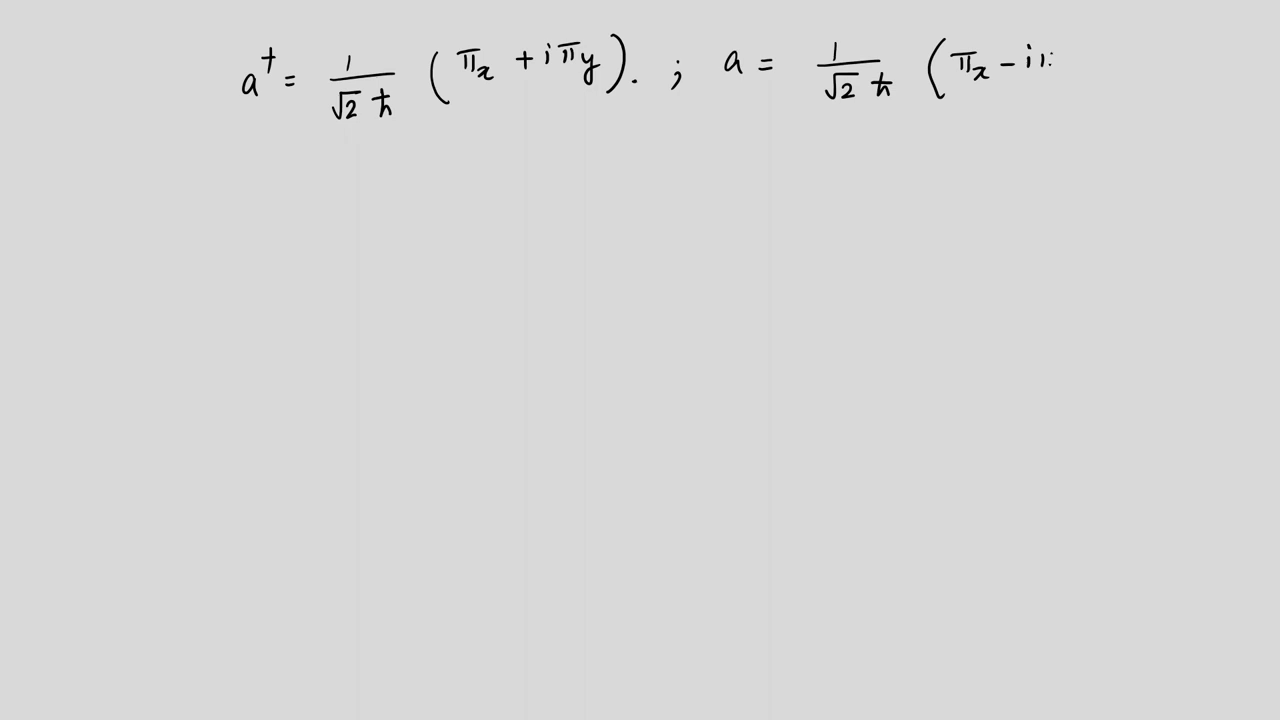 a† = 1/(√2 ħ) (πx + iπy). ; a = 1/(√2 ħ) (πx − i